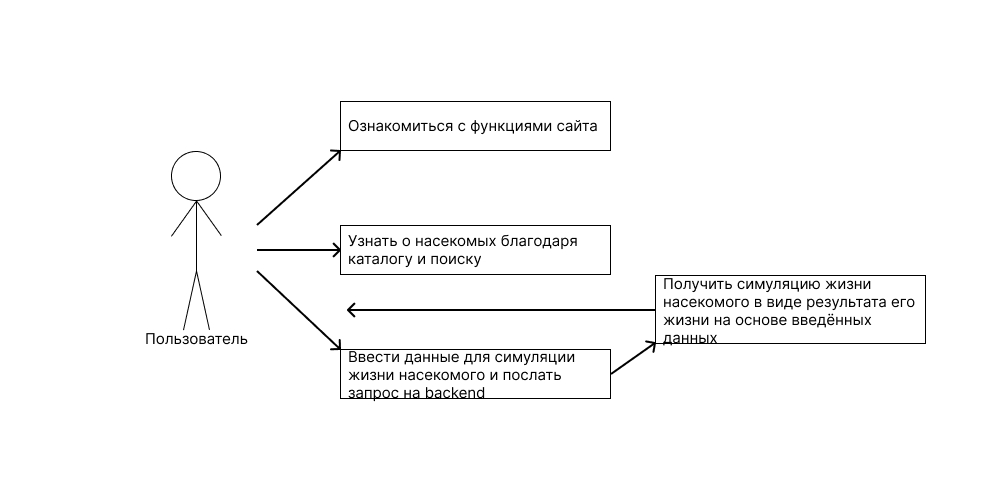 Ознакомиться с функциями сайта
Узнать о насекомых благодаря
каталогу и поиску
Получить симуляцию жизни
насекомого в виде результата его
жизни на основе введённых
данных
Пользователь
Ввести данные для симуляции
жизни насекомого и послать
запрос на backend